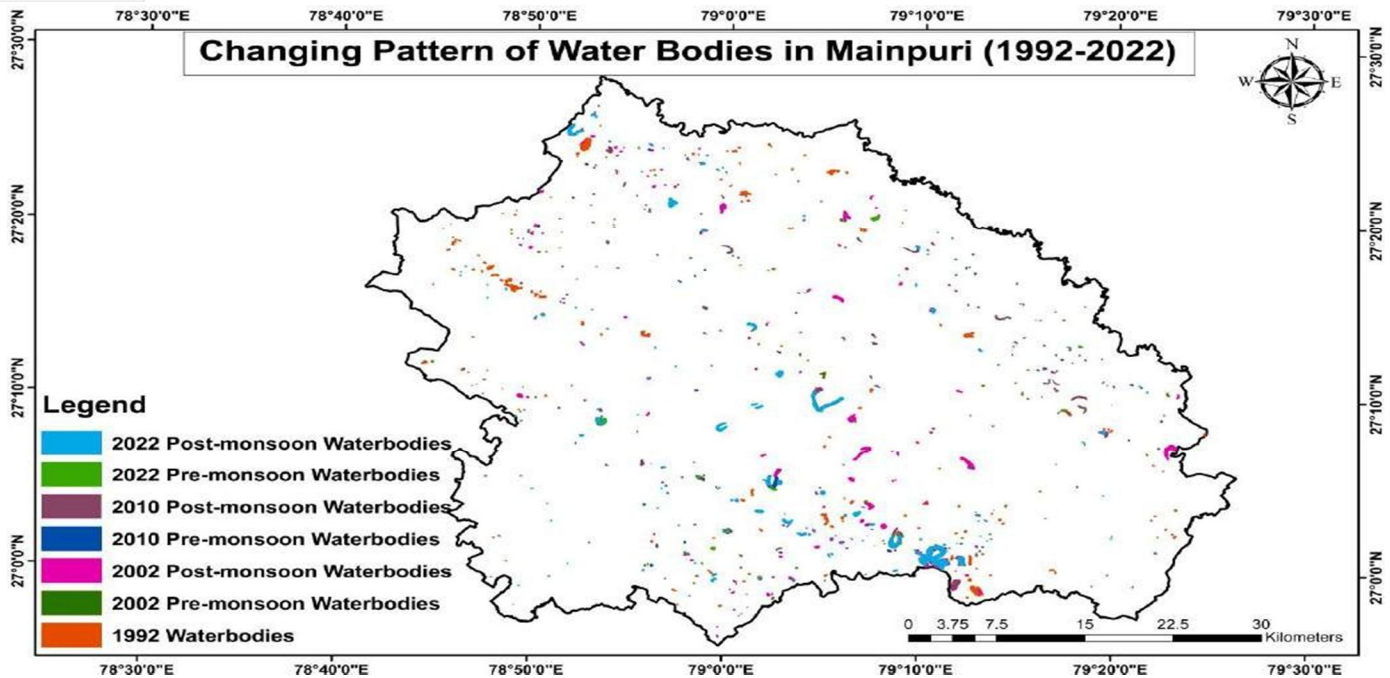 78°30'0"E 78°40'0"E 78°50'0"E 79°0'0"E 79°10'0"E 79°20'0"E 79°30'0"E
Changing Pattern of Water Bodies in Mainpuri (1992-2022)
N
W E
S
27°30'0"N 27°30'0"N
27°20'0"N 27°20'0"N
27°10'0"N 27°10'0"N
27°0'0"N 27°0'0"N
Legend
2022 Post-monsoon Waterbodies
2022 Pre-monsoon Waterbodies
2010 Post-monsoon Waterbodies
2010 Pre-monsoon Waterbodies
2002 Post-monsoon Waterbodies
2002 Pre-monsoon Waterbodies
1992 Waterbodies
0 3.75 7.5 15 22.5 30
Kilometers
78°30'0"E 78°40'0"E 78°50'0"E 79°0'0"E 79°10'0"E 79°20'0"E 79°30'0"E